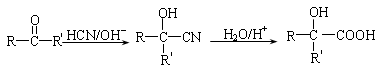 O OH OH
R—C—R' HCN/OH⁻ R—C—CN H₂O/H⁺ R—C—COOH
R' R'